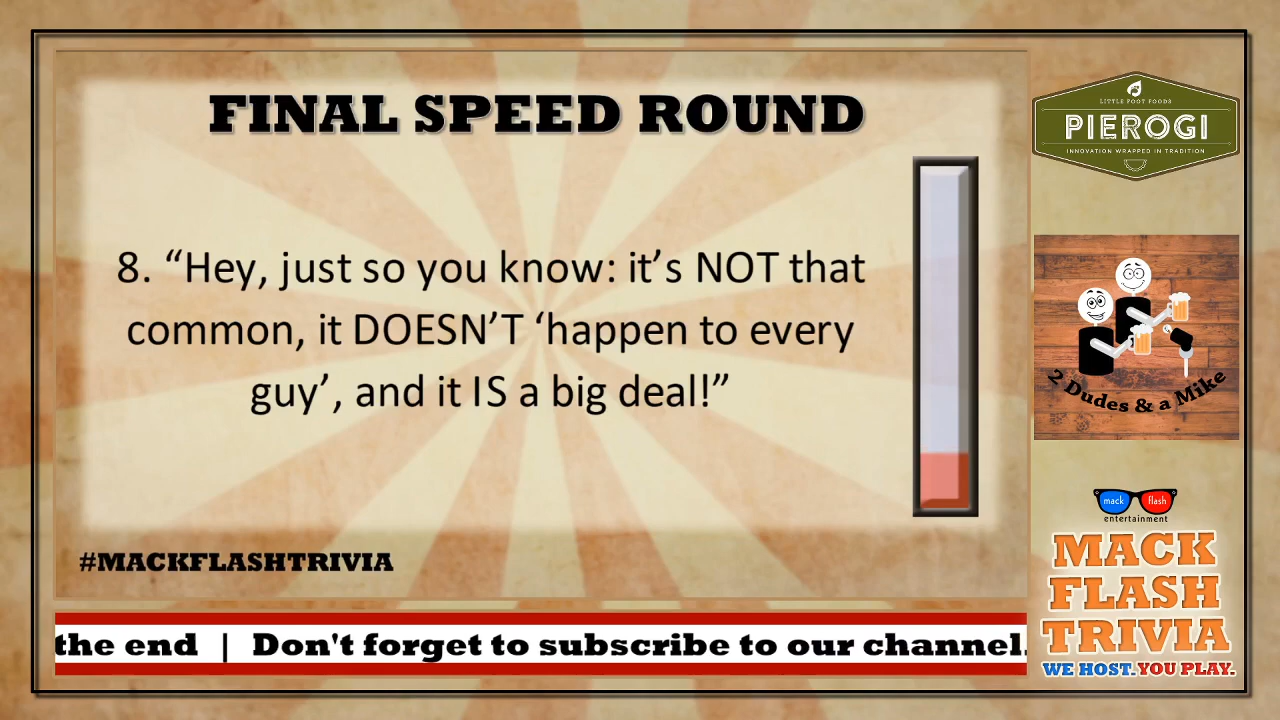 FINAL SPEED ROUND
8. “Hey, just so you know: it’s NOT that
common, it DOESN’T ‘happen to every
guy’, and it IS a big deal!”
#MACKFLASHTRIVIA
the end | Don't forget to subscribe to our channel.
LITTLE FOOT FOODS
PIEROGI
INNOVATION WRAPPED IN TRADITION
2 Dudes & a Mike
mack flash
entertainment
MACK
FLASH
TRIVIA
WE HOST. YOU PLAY.